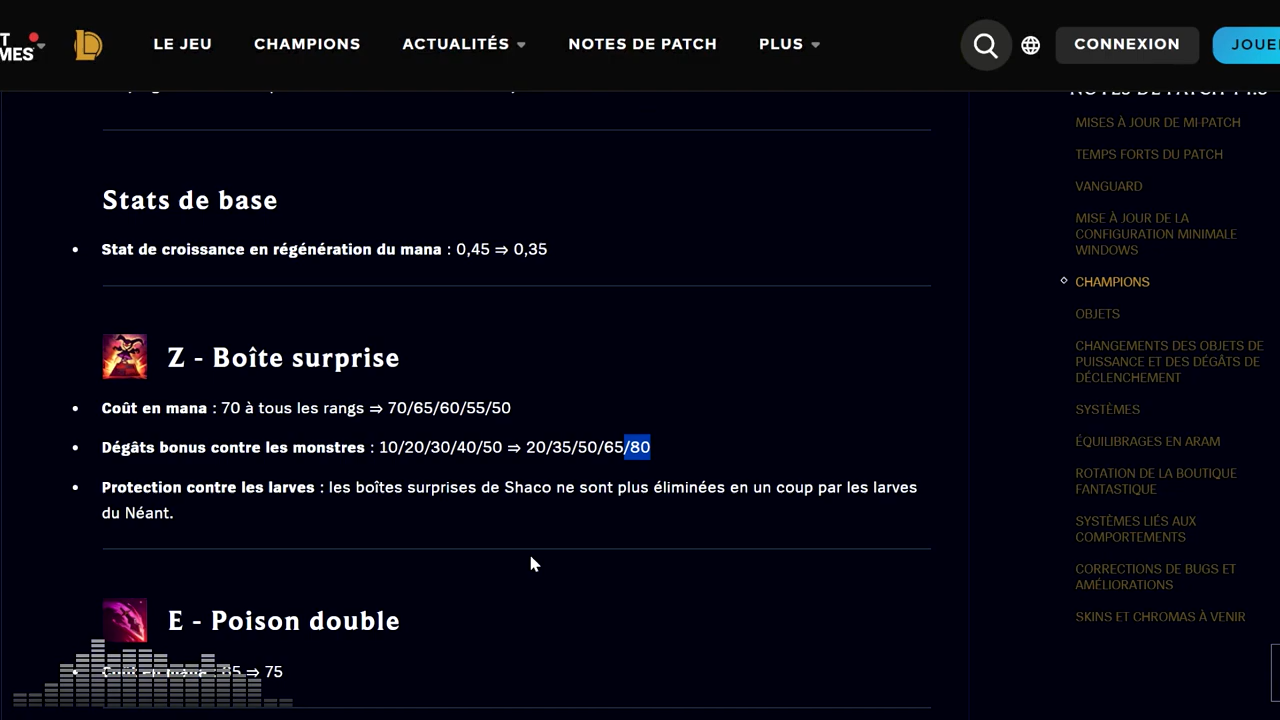 T
MES
LE JEU
CHAMPIONS
ACTUALITÉS
NOTES DE PATCH
PLUS
CONNEXION
JOUE
Stats de base
Stat de croissance en régénération du mana : 0,45 ⇒ 0,35
Z - Boîte surprise
Coût en mana : 70 à tous les rangs ⇒ 70/65/60/55/50
Dégâts bonus contre les monstres : 10/20/30/40/50 ⇒ 20/35/50/65/80
Protection contre les larves : les boîtes surprises de Shaco ne sont plus éliminées en un coup par les larves
du Néant.
E - Poison double
⇒ 75
NOTES DE PATCH
MISES À JOUR DE MI-PATCH
TEMPS FORTS DU PATCH
VANGUARD
MISE À JOUR DE LA
CONFIGURATION MINIMALE
WINDOWS
CHAMPIONS
OBJETS
CHANGEMENTS DES OBJETS DE
PUISSANCE ET DES DÉGÂTS DE
DÉCLENCHEMENT
SYSTÈMES
ÉQUILIBRAGES EN ARAM
ROTATION DE LA BOUTIQUE
FANTASTIQUE
SYSTÈMES LIÉS AUX
COMPORTEMENTS
CORRECTIONS DE BUGS ET
AMÉLIORATIONS
SKINS ET CHROMAS À VENIR